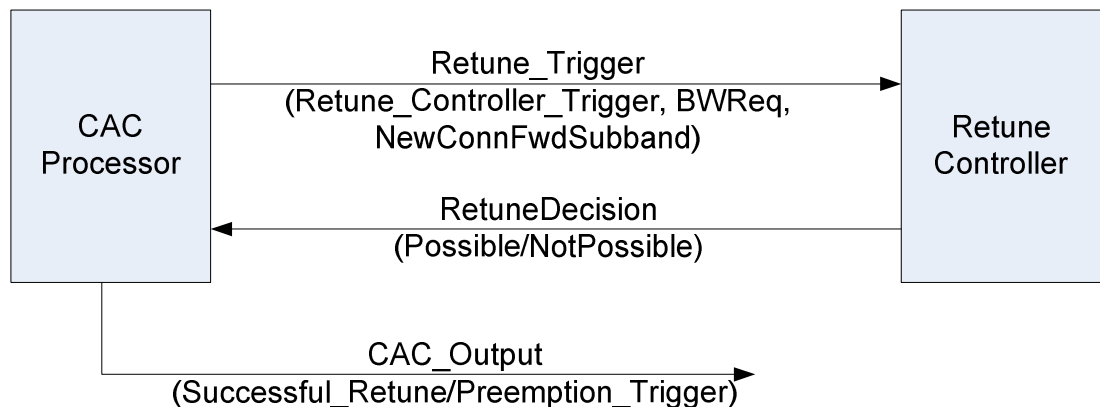 CAC
Processor
Retune_Trigger
(Retune_Controller_Trigger, BWReq,
NewConnFwdSubband)
Retune
Controller
RetuneDecision
(Possible/NotPossible)
CAC_Output
(Successful_Retune/Preemption_Trigger)